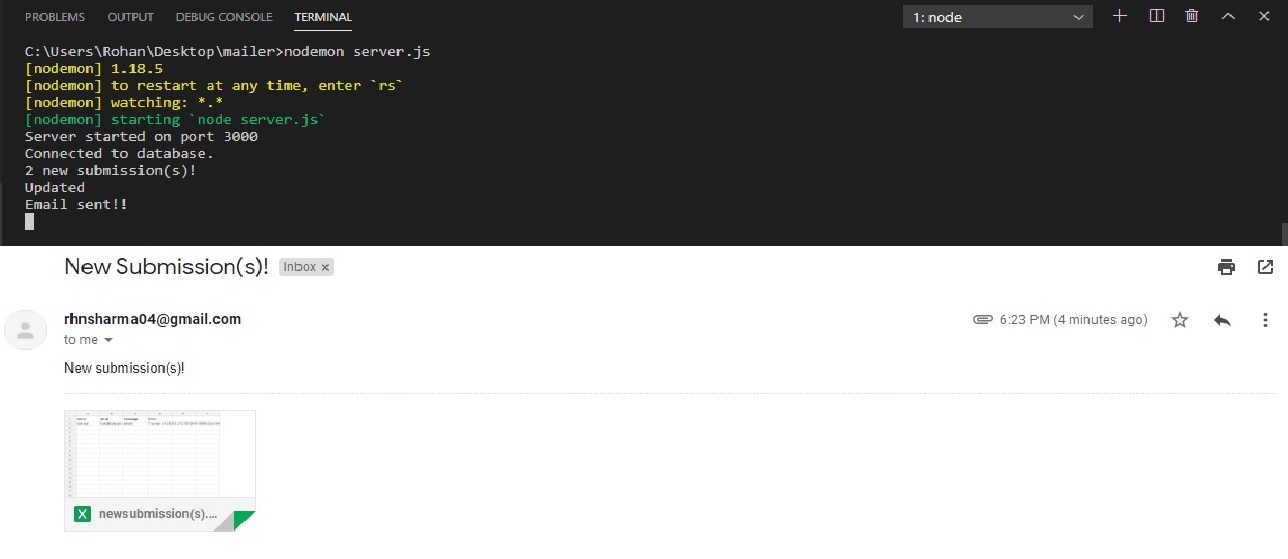 PROBLEMS OUTPUT DEBUG CONSOLE TERMINAL 1: node
C:\Users\Rohan\Desktop\mailer>nodemon server.js
[nodemon] 1.18.5
[nodemon] to restart at any time, enter `rs`
[nodemon] watching: *.*
[nodemon] starting `node server.js`
Server started on port 3000
Connected to database.
2 new submission(s)!
Updated
Email sent!!
New Submission(s)! Inbox x
rhnsharma04@gmail.com 6:23 PM (4 minutes ago)
to me
New submission(s)!
X newsubmission(s)....